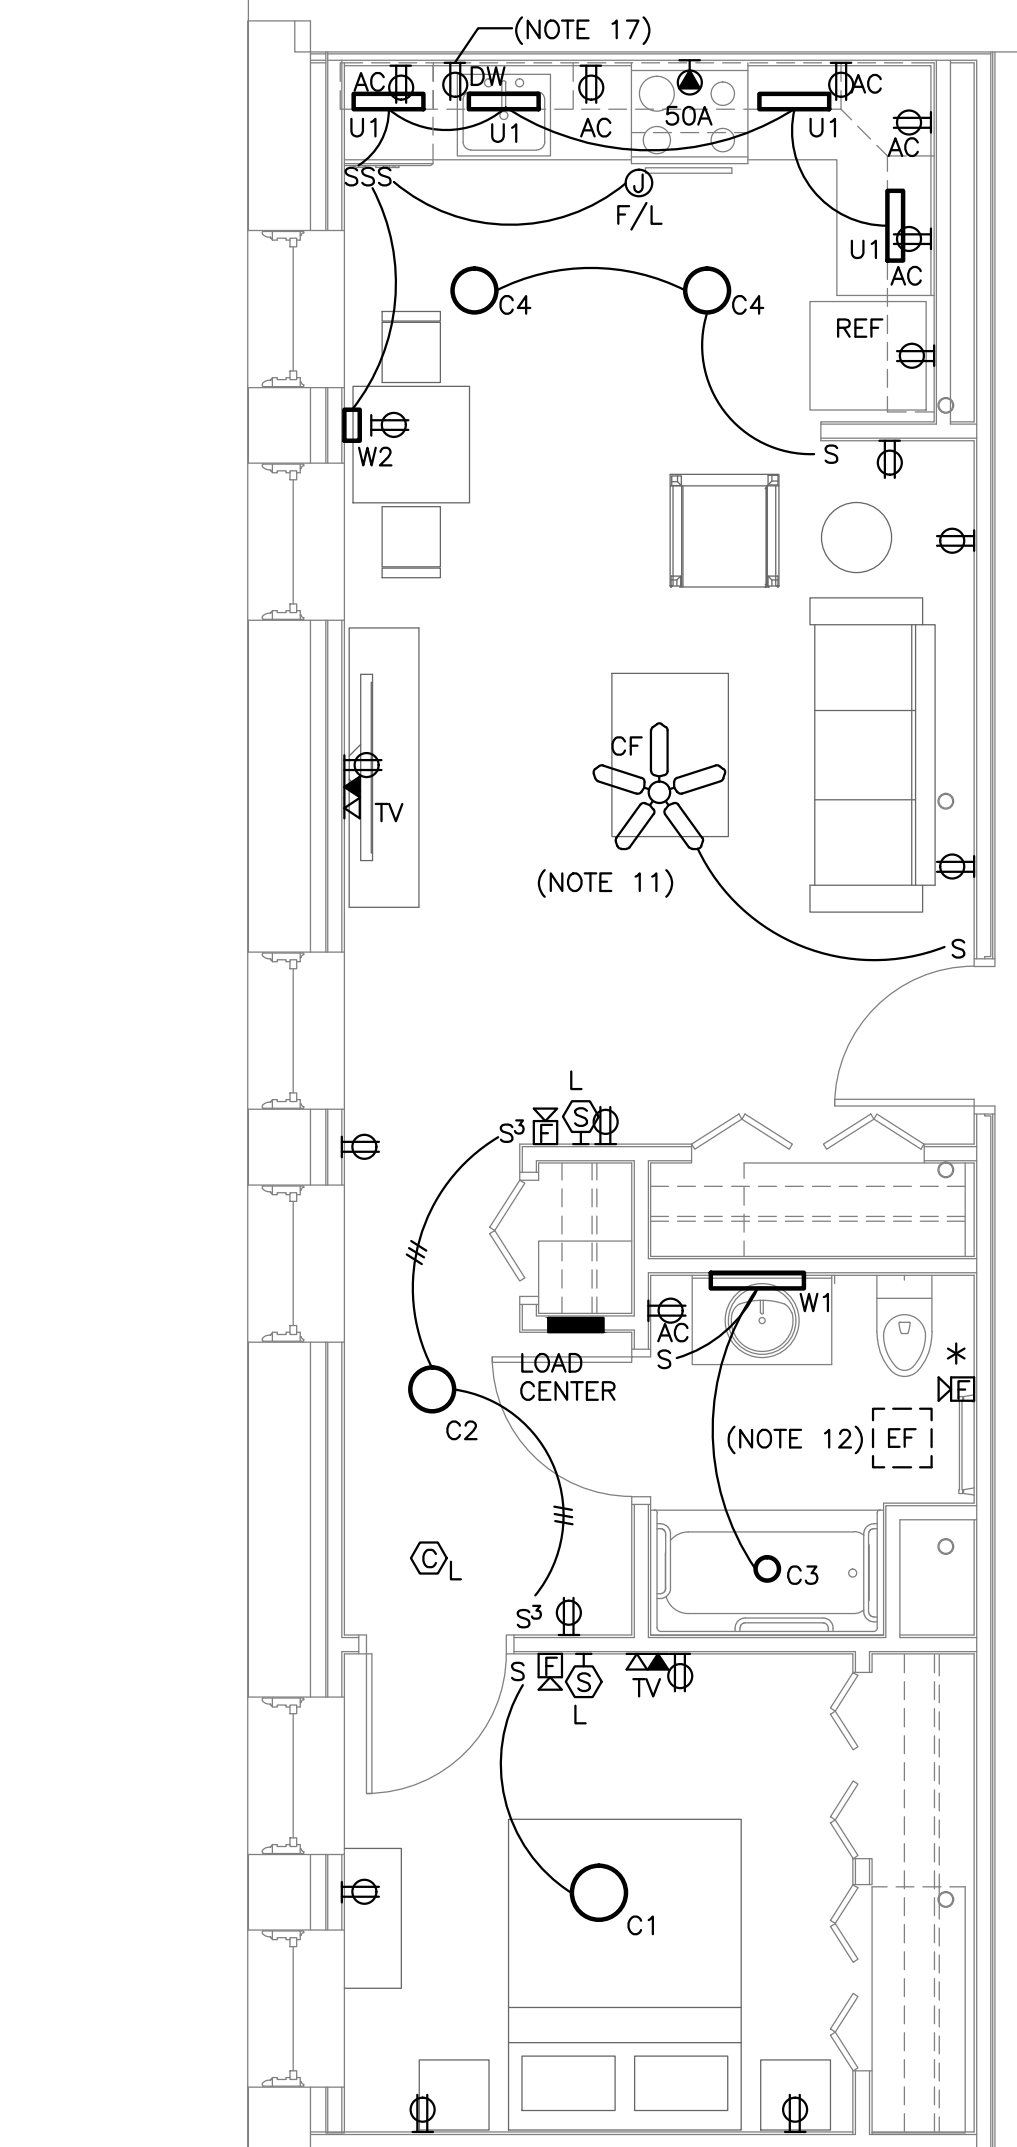 (NOTE 17)
AC
DW
AC
U1
U1
AC
50A
U1
AC
SSS
J
F/L
U1
AC
C4
C4
REF
W2
S
CF
TV
(NOTE 11)
S
L
S³
F
S
W1
AC
S
LOAD
CENTER
*
F
C2
(NOTE 12)
EF
C
L
C3
S³
S
F
S
TV
L
C1